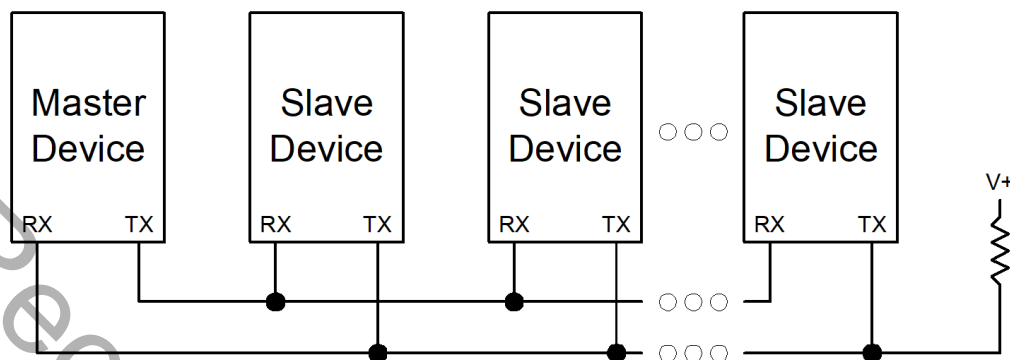 Master
Device
Slave
Device
Slave
Device
Slave
Device
RX TX
RX TX
RX TX
RX TX
V+